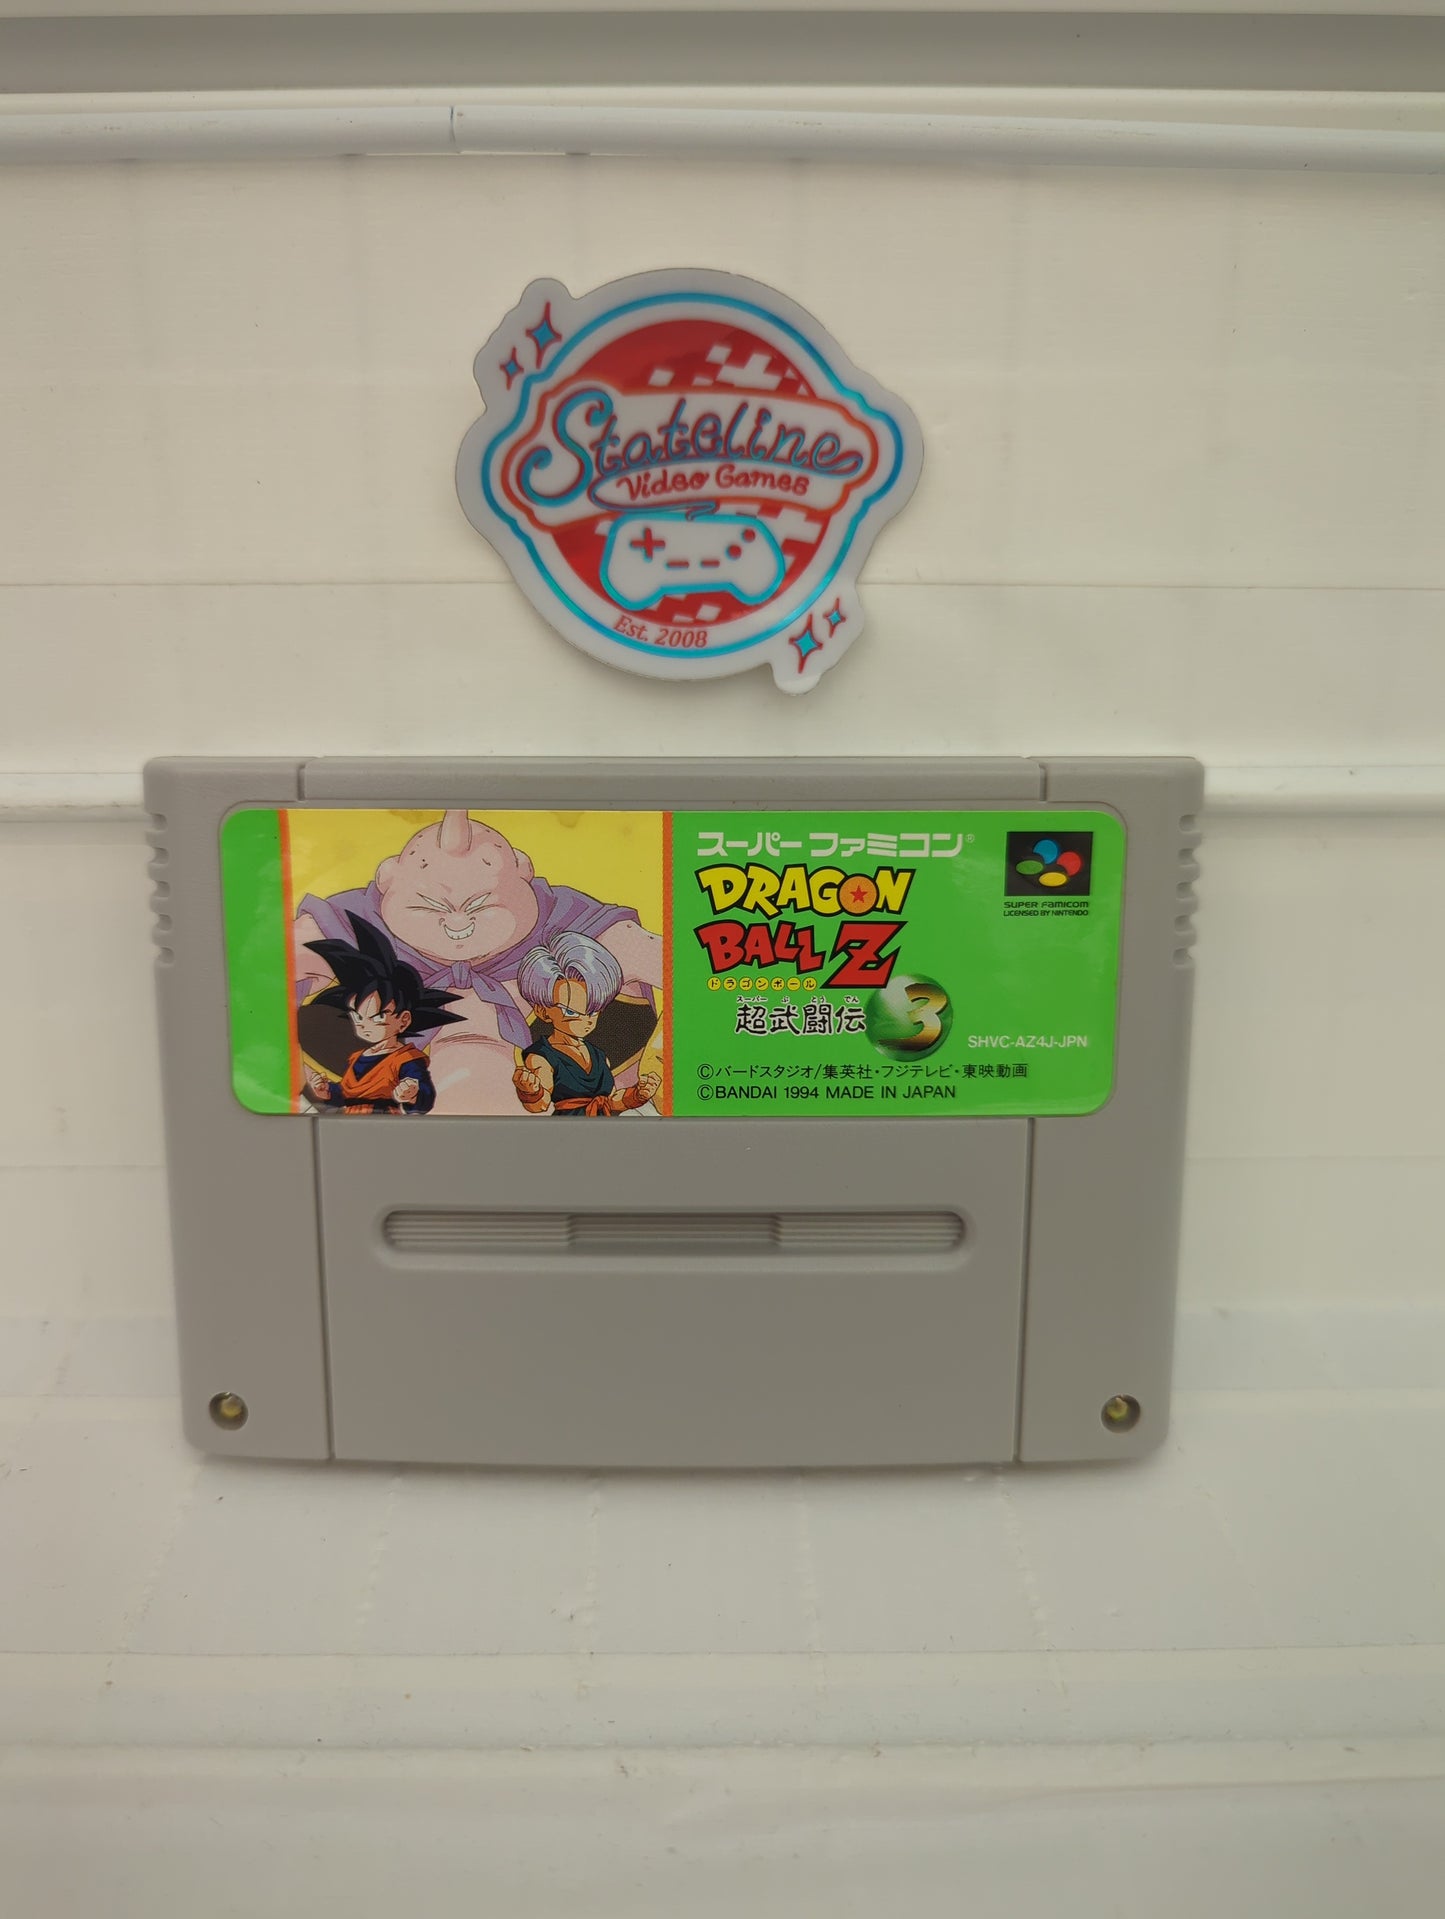 Stateline
Video Games
Est. 2008
スーパーファミコン®
DRAGON
BALL Z
ドラゴンボール
スーパー ぶとうでん
超武闘伝3
SUPER FAMICOM
LICENSED BY NINTENDO
SHVC-AZ4J-JPN
©バードスタジオ/集英社・フジテレビ・東映動画
©BANDAI 1994 MADE IN JAPAN